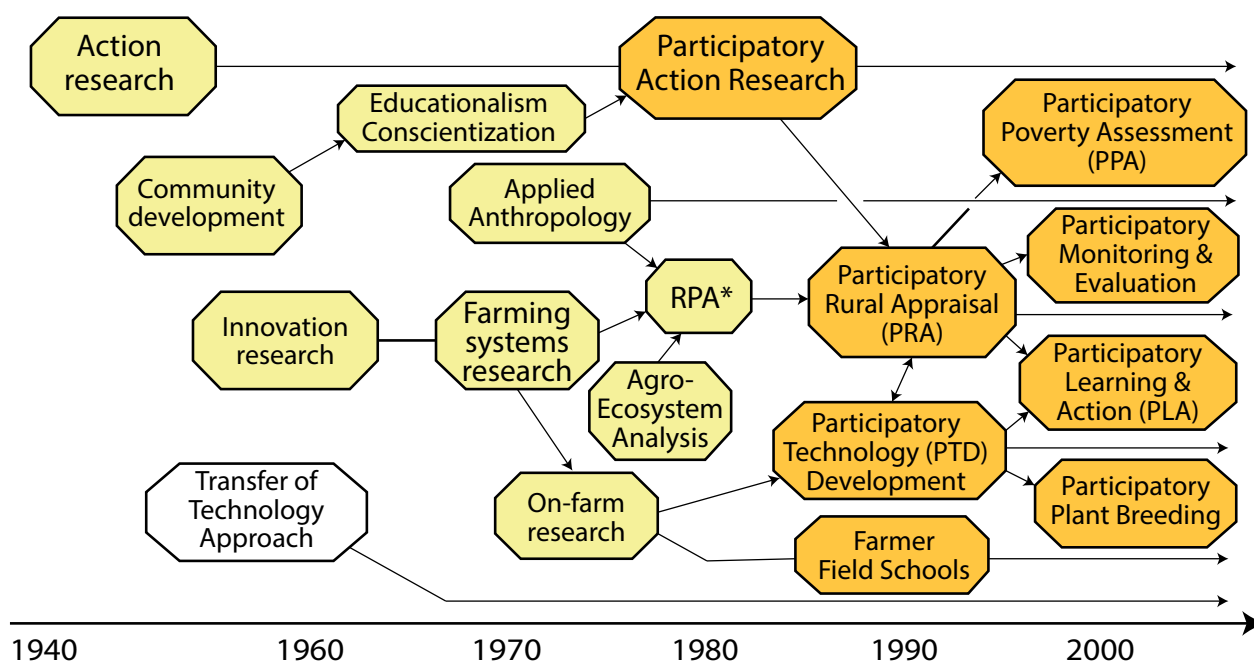 Action
research
Participatory
Action Research
Educationalism
Conscientization
Participatory
Poverty Assessment
(PPA)
Community
development
Applied
Anthropology
Participatory
Monitoring &
Evaluation
RPA*
Participatory
Rural Appraisal
(PRA)
Innovation
research
Farming
systems
research
Participatory
Learning &
Action (PLA)
Agro-
Ecosystem
Analysis
Participatory
Technology (PTD)
Development
Transfer of
Technology
Approach
On-farm
research
Participatory
Plant Breeding
Farmer
Field Schools
1940 1960 1970 1980 1990 2000